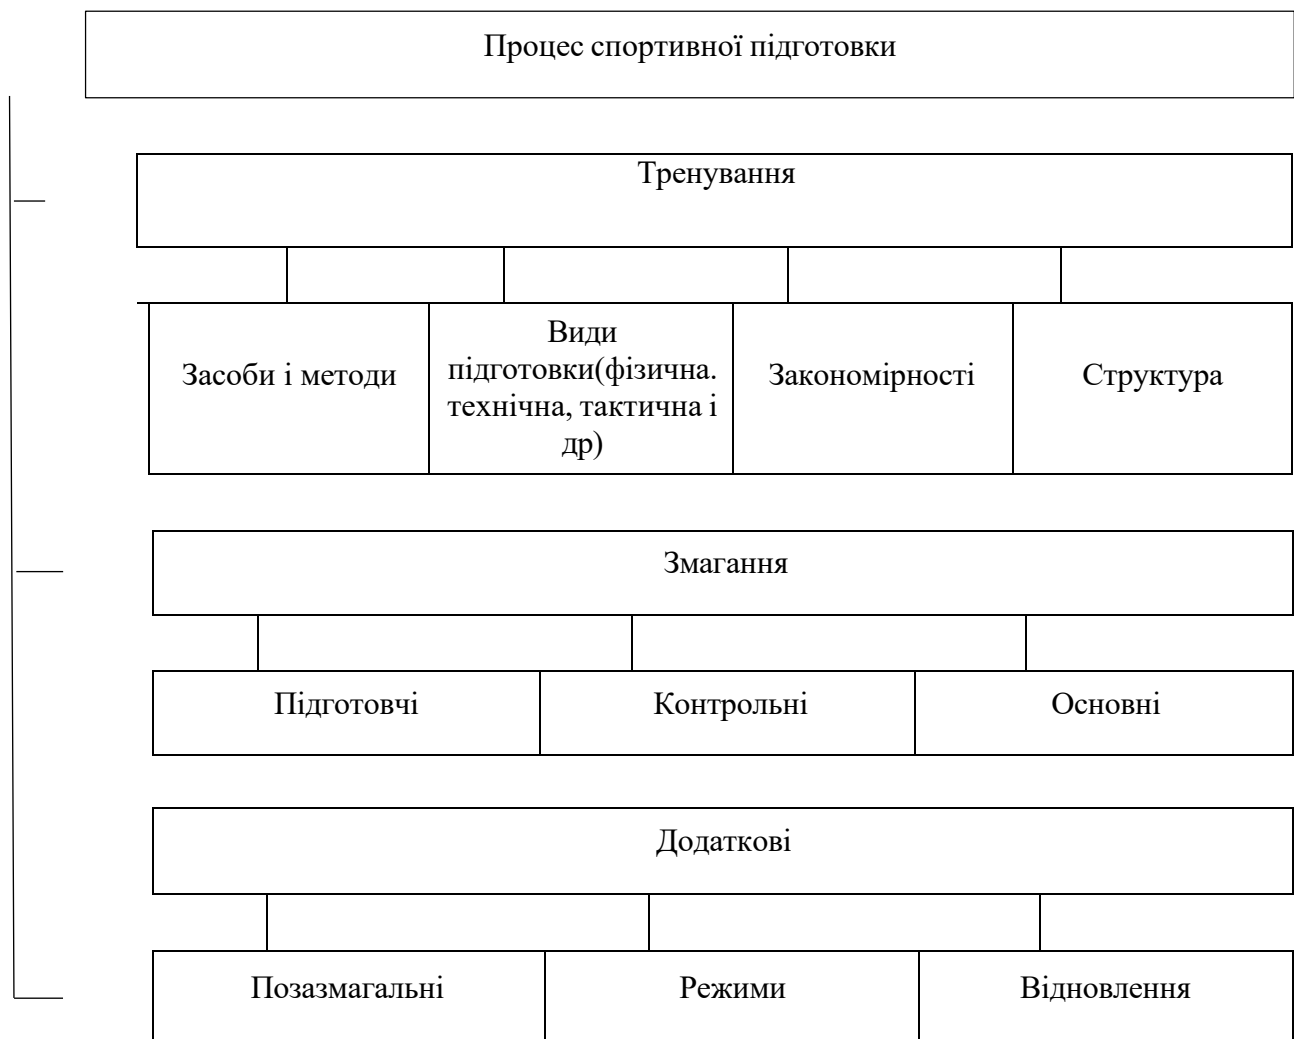 Процес спортивної підготовки
Тренування
Засоби і методи
Види
підготовки(фізична.
технічна, тактична і
др)
Закономірності
Структура
Змагання
Підготовчі
Контрольні
Основні
Додаткові
Позазмагальні
Режими
Відновлення